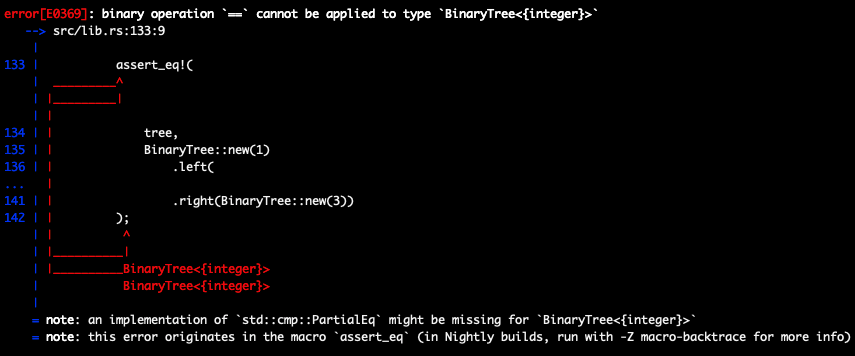 error[E0369]: binary operation `==` cannot be applied to type `BinaryTree<{integer}>`
--> src/lib.rs:133:9
|
133 | assert_eq!(
| _________^
| |_________|
| |
134 | | tree,
135 | | BinaryTree::new(1)
136 | | .left(
... |
141 | | .right(BinaryTree::new(3))
142 | | );
| | ^
| |__________|
| |__________BinaryTree<{integer}>
| BinaryTree<{integer}>
|
= note: an implementation of `std::cmp::PartialEq` might be missing for `BinaryTree<{integer}>`
= note: this error originates in the macro `assert_eq` (in Nightly builds, run with -Z macro-backtrace for more info)